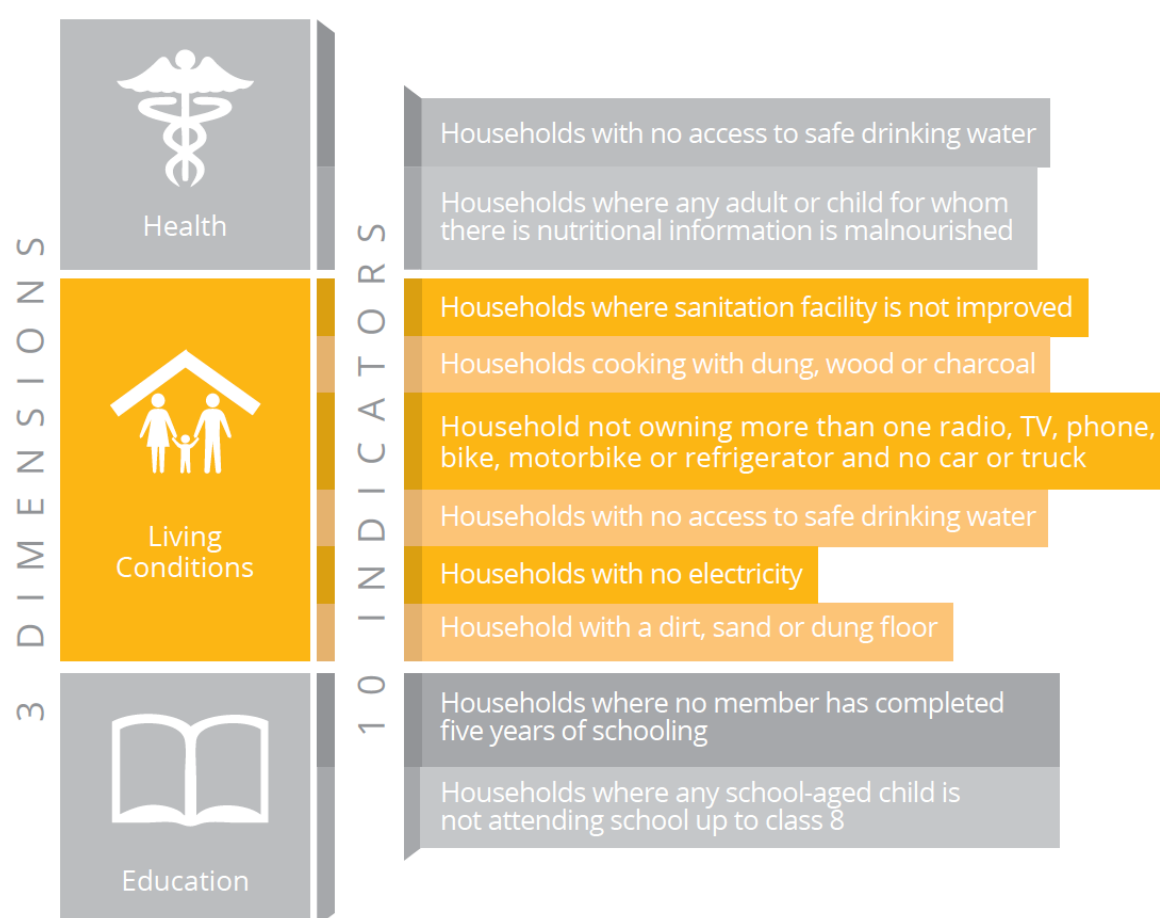 3 DIMENSIONS
Health
Living
Conditions
Education
10 INDICATORS
Households with no access to safe drinking water
Households where any adult or child for whom
there is nutritional information is malnourished
Households where sanitation facility is not improved
Households cooking with dung, wood or charcoal
Household not owning more than one radio, TV, phone,
bike, motorbike or refrigerator and no car or truck
Households with no access to safe drinking water
Households with no electricity
Household with a dirt, sand or dung floor
Households where no member has completed
five years of schooling
Households where any school-aged child is
not attending school up to class 8